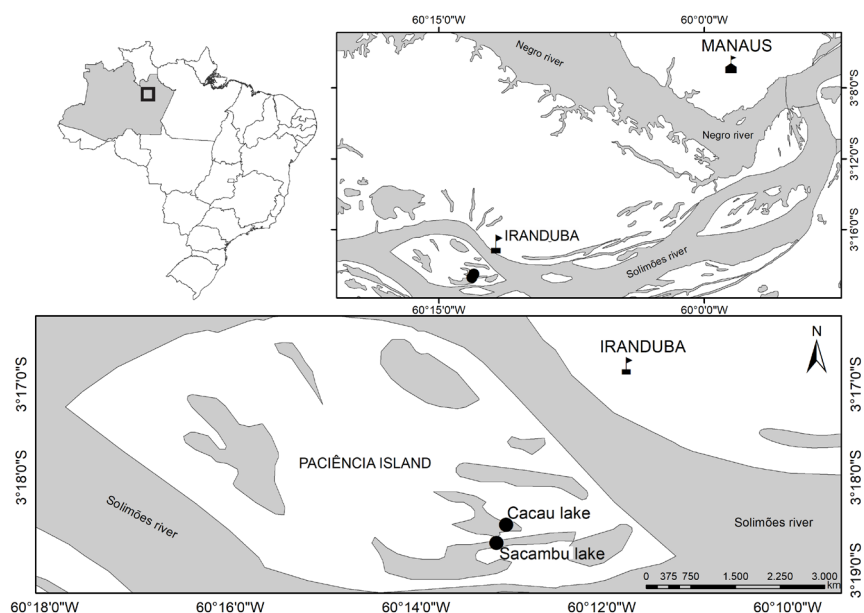 60°15'0"W
60°0'0"W
Negro river
MANAUS
3°8'0"S
Negro river
3°12'0"S
IRANDUBA
3°16'0"S
Solimões river
60°15'0"W
60°0'0"W
IRANDUBA
N
3°17'0"S
3°17'0"S
PACIÊNCIA ISLAND
3°18'0"S
3°18'0"S
Cacau lake
Solimões river
Solimões river
Sacambu lake
0 375 750 1.500 2.250 3.000
km
3°19'0"S
60°18'0"W
60°16'0"W
60°14'0"W
60°12'0"W
60°10'0"W